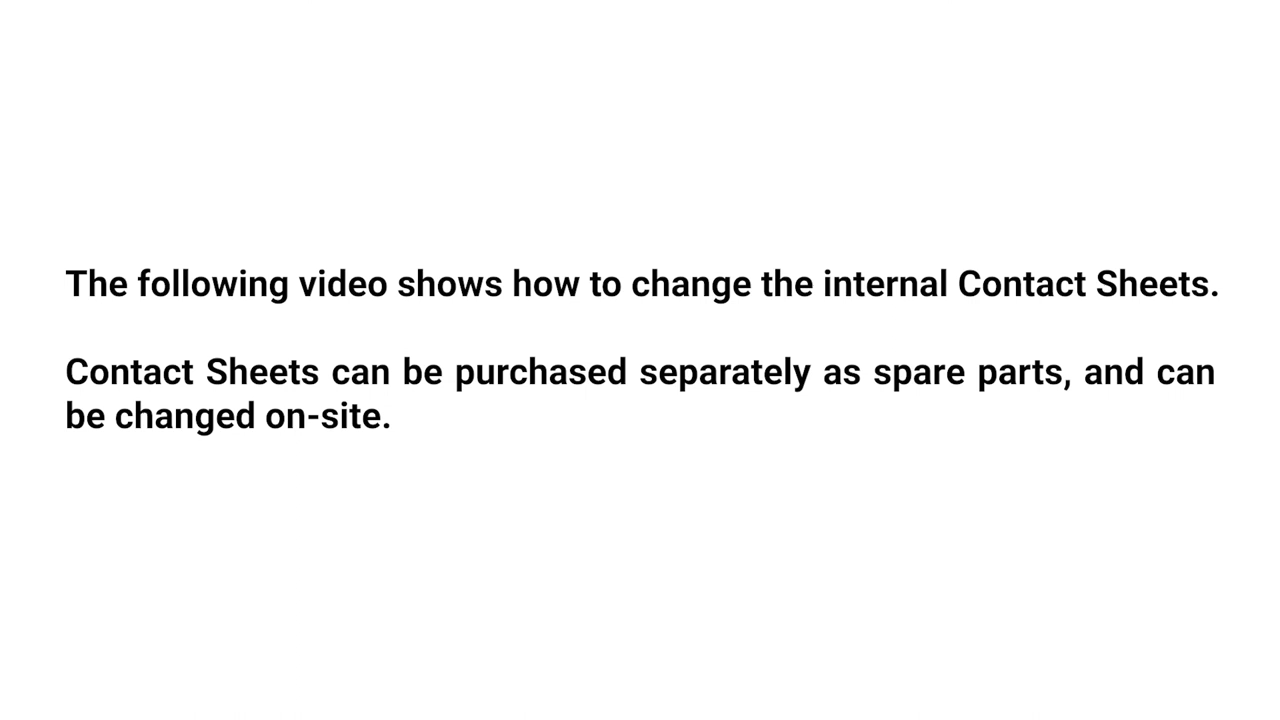 The following video shows how to change the internal Contact Sheets.
Contact Sheets can be purchased separately as spare parts, and can
be changed on-site.